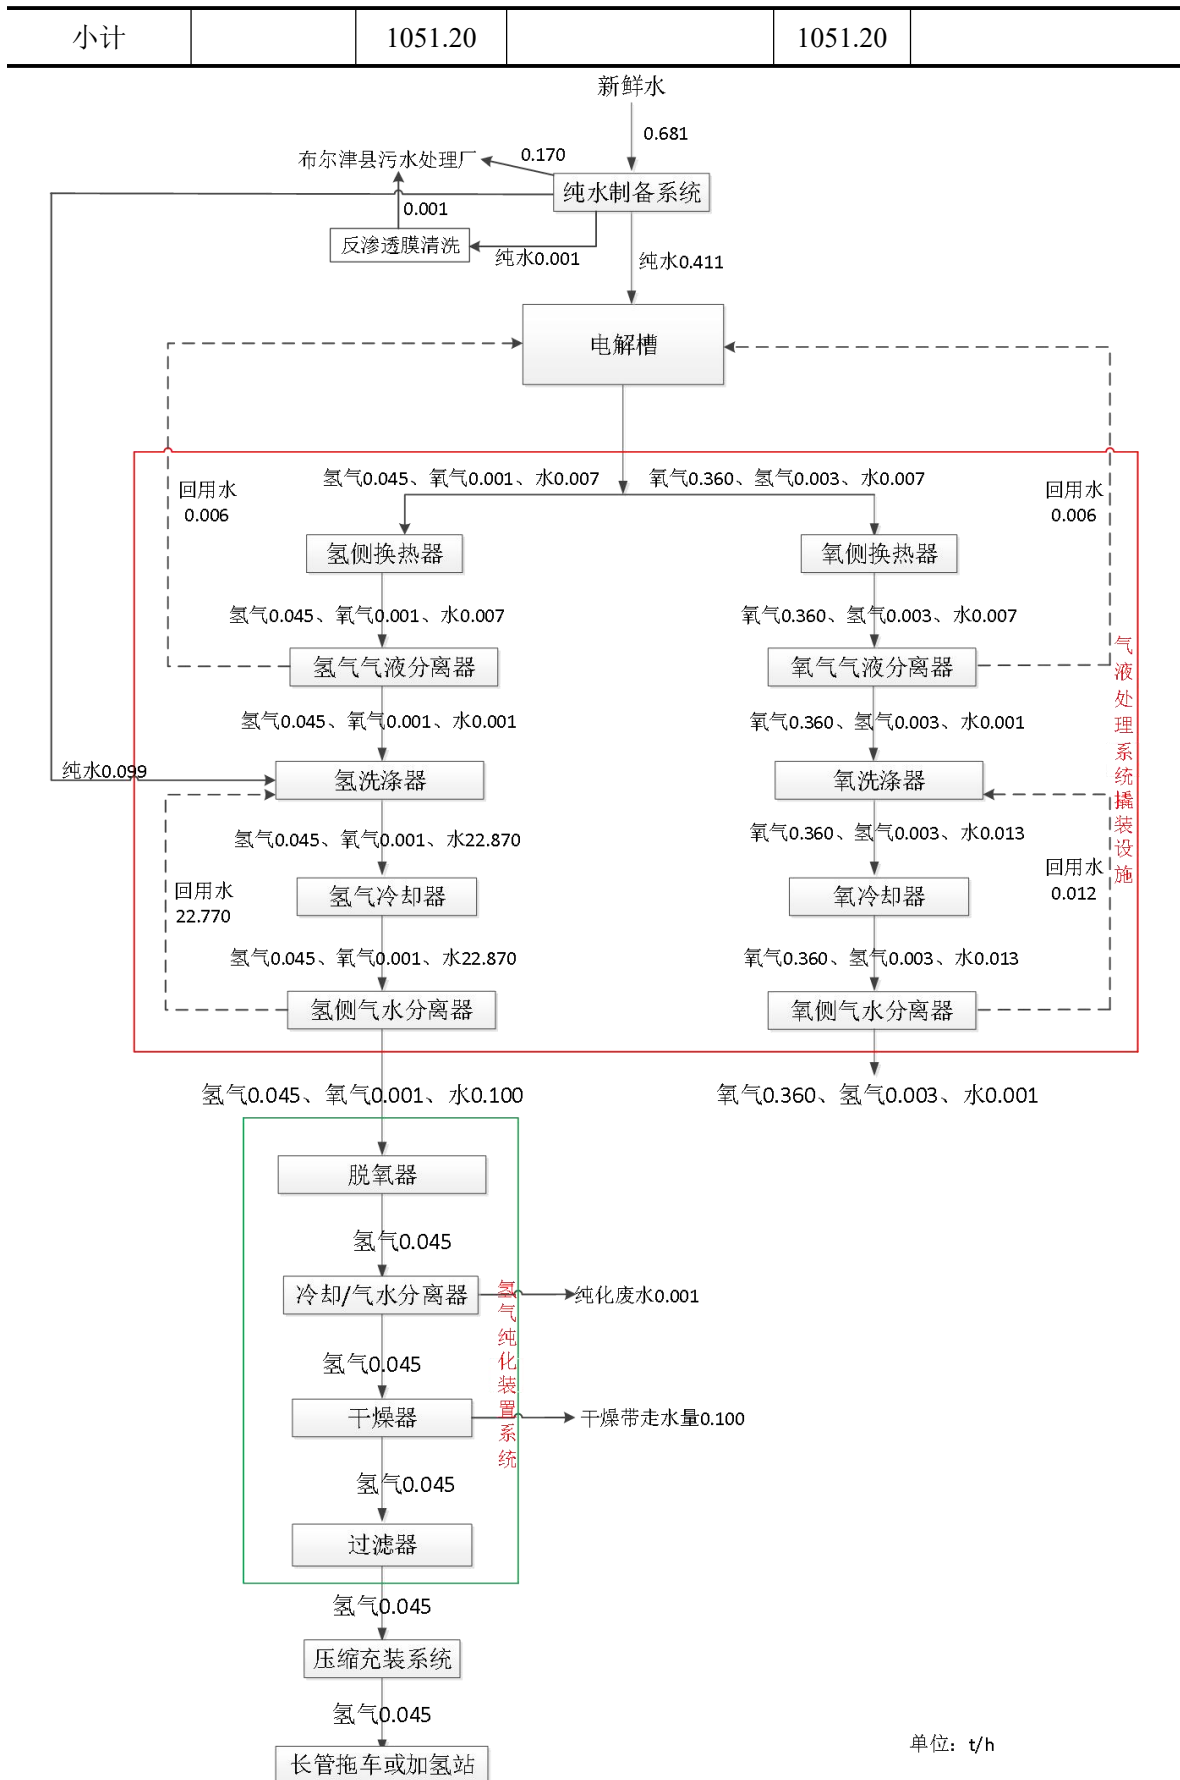 小计 1051.20 1051.20
新鲜水
0.681
布尔津县污水处理厂
0.170
纯水制备系统
0.001
反渗透膜清洗
纯水0.001
纯水0.411
电解槽
氢气0.045、氧气0.001、水0.007
氧气0.360、氢气0.003、水0.007
回用水
0.006
回用水
0.006
氢侧换热器
氧侧换热器
氢气0.045、氧气0.001、水0.007
氧气0.360、氢气0.003、水0.007
氢气气液分离器
氧气气液分离器
气液处理系统撬装设施
氢气0.045、氧气0.001、水0.001
氧气0.360、氢气0.003、水0.001
纯水0.099
氢洗涤器
氧洗涤器
氢气0.045、氧气0.001、水22.870
氧气0.360、氢气0.003、水0.013
回用水
22.770
回用水
0.012
氢气冷却器
氧冷却器
氢气0.045、氧气0.001、水22.870
氧气0.360、氢气0.003、水0.013
氢侧气水分离器
氧侧气水分离器
氢气0.045、氧气0.001、水0.100
氧气0.360、氢气0.003、水0.001
脱氧器
氢气0.045
冷却/气水分离器
纯化废水0.001
氢气纯化装置系统
氢气0.045
干燥器
干燥带走水量0.100
氢气0.045
过滤器
氢气0.045
压缩充装系统
氢气0.045
单位：t/h
长管拖车或加氢站